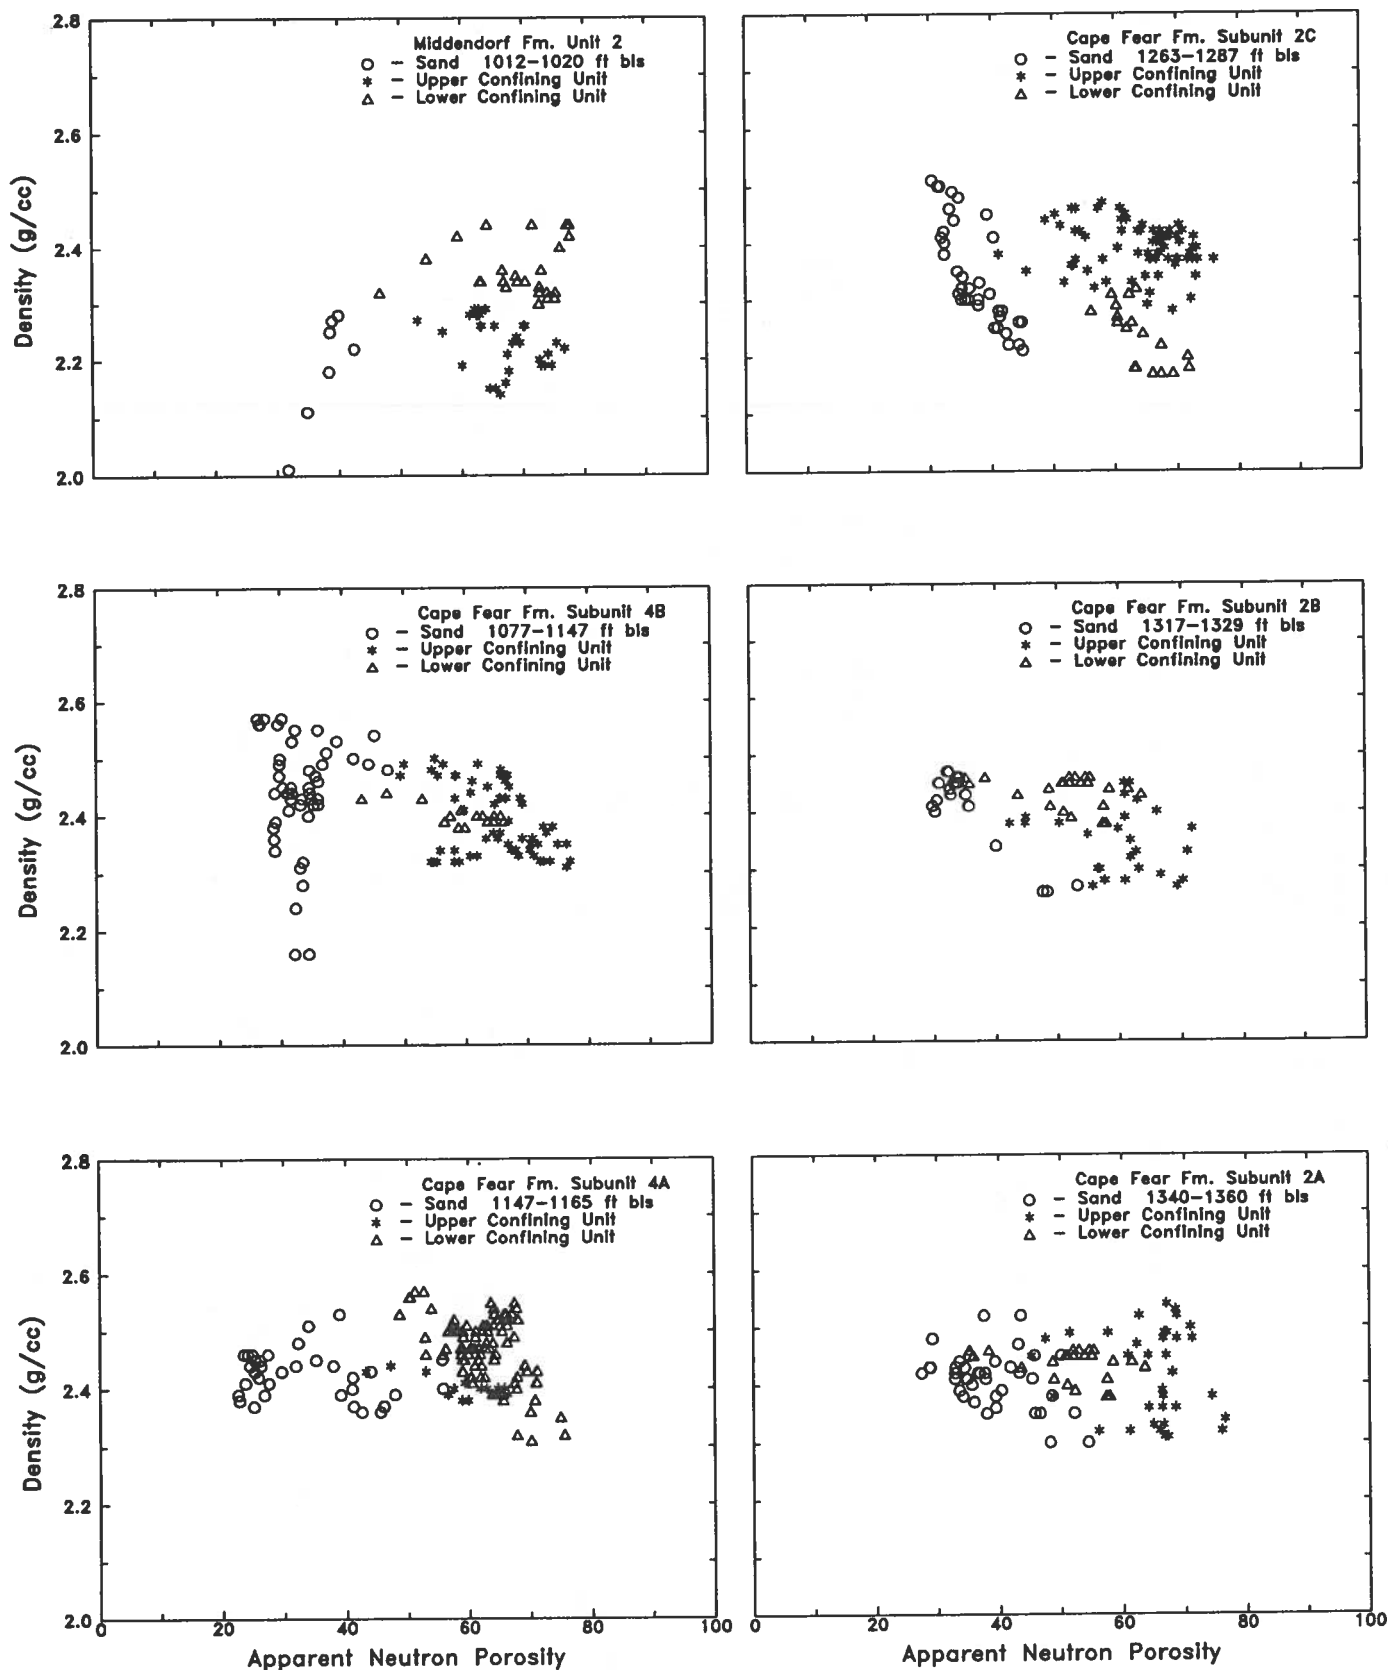 2.8
2.6
2.4
2.2
2.0
Density (g/cc)
Middendorf Fm. Unit 2
o – Sand 1012–1020 ft bls
* – Upper Confining Unit
△ – Lower Confining Unit
Cape Fear Fm. Subunit 2C
o – Sand 1263–1287 ft bls
* – Upper Confining Unit
△ – Lower Confining Unit
2.8
2.6
2.4
2.2
2.0
Density (g/cc)
Cape Fear Fm. Subunit 4B
o – Sand 1077–1147 ft bls
* – Upper Confining Unit
△ – Lower Confining Unit
Cape Fear Fm. Subunit 2B
o – Sand 1317–1329 ft bls
* – Upper Confining Unit
△ – Lower Confining Unit
2.8
2.6
2.4
2.2
2.0
Density (g/cc)
Cape Fear Fm. Subunit 4A
o – Sand 1147–1165 ft bls
* – Upper Confining Unit
△ – Lower Confining Unit
0 20 40 60 80 100
Apparent Neutron Porosity
Cape Fear Fm. Subunit 2A
o – Sand 1340–1360 ft bls
* – Upper Confining Unit
△ – Lower Confining Unit
0 20 40 60 80 100
Apparent Neutron Porosity